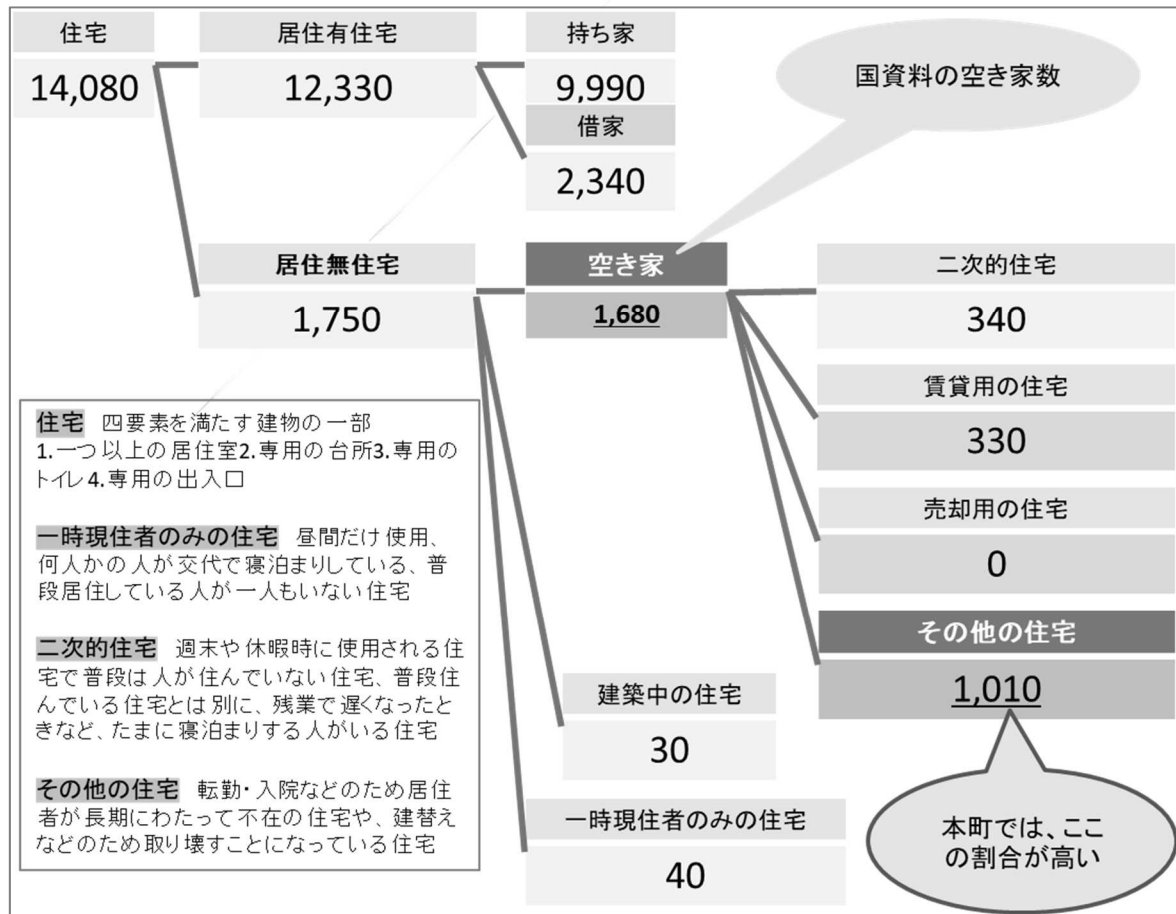 住宅
14,080
居住有住宅
12,330
持ち家
9,990
借家
2,340
国資料の空き家数
居住無住宅
1,750
空き家
1,680
二次的住宅
340
賃貸用の住宅
330
売却用の住宅
0
その他の住宅
1,010
本町では、ここ
の割合が高い
建築中の住宅
30
一時現住者のみの住宅
40
住宅 四要素を満たす建物の一部
1.一つ以上の居住室2.専用の台所3.専用の
トイレ4.専用の出入口
一時現住者のみの住宅 昼間だけ使用、
何人かの人が交代で寝泊まりしている、普
段居住している人が一人もいない住宅
二次的住宅 週末や休暇時に使用される住
宅で普段は人が住んでいない住宅、普段住
んでいる住宅とは別に、残業で遅くなったと
きなど、たまに寝泊まりする人がいる住宅
その他の住宅 転勤・入院などのため居住
者が長期にわたって不在の住宅や、建替え
などのため取り壊すことになっている住宅